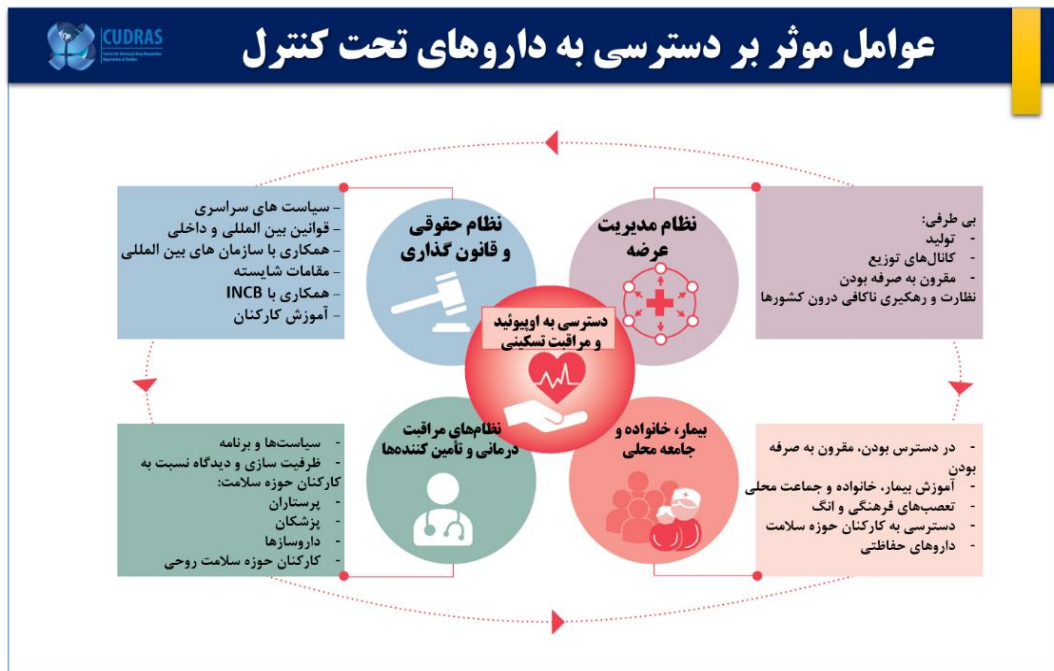 عوامل موثر بر دسترسی به داروهای تحت کنترل
CUDRAS
نظام مدیریت
عرضه
بی طرفی:
- تولید
- کانال‌های توزیع
- مقرون به صرفه بودن
نظارت و رهگیری ناکافی درون کشورها
نظام حقوقی
و قانون گذاری
– سیاست های سراسری
– قوانین بین المللی و داخلی
– همکاری با سازمان های بین المللی
– مقامات شایسته
– همکاری با INCB
– آموزش کارکنان
دسترسی به اوپیوئید
و مراقبت تسکینی
بیمار، خانواده و
جامعه محلی
- در دسترس بودن، مقرون به صرفه
بودن
- آموزش بیمار، خانواده و جماعت محلی
- تعصب‌های فرهنگی و انگ
- دسترسی به کارکنان حوزه سلامت
- داروهای حفاظتی
نظام‌های مراقبت
درمانی و تأمین کننده‌ها
- سیاست‌ها و برنامه
- ظرفیت سازی و دیدگاه نسبت به
کارکنان حوزه سلامت:
- پرستاران
- پزشکان
- داروسازها
- کارکنان حوزه سلامت روحی